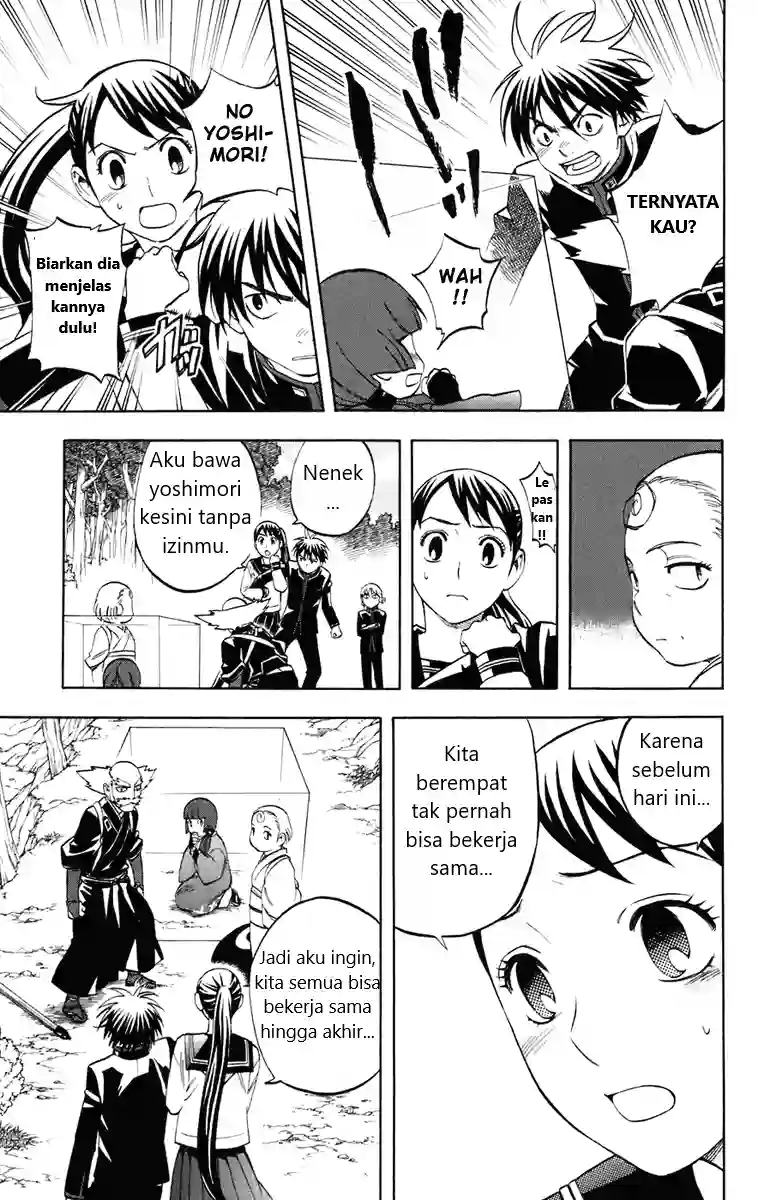 TERNYATA
KAU?
WAH
!!
NO
YOSHI-
MORI!
Biarkan dia
menjelas
kannya
dulu!
ガッ
Le
pas
kan
!!
Nenek
...
Aku bawa
yoshimori
kesini tanpa
izinmu.
Karena
sebelum
hari ini...
Kita
berempat
tak pernah
bisa bekerja
sama...
Jadi aku ingin,
kita semua bisa
bekerja sama
hingga akhir...